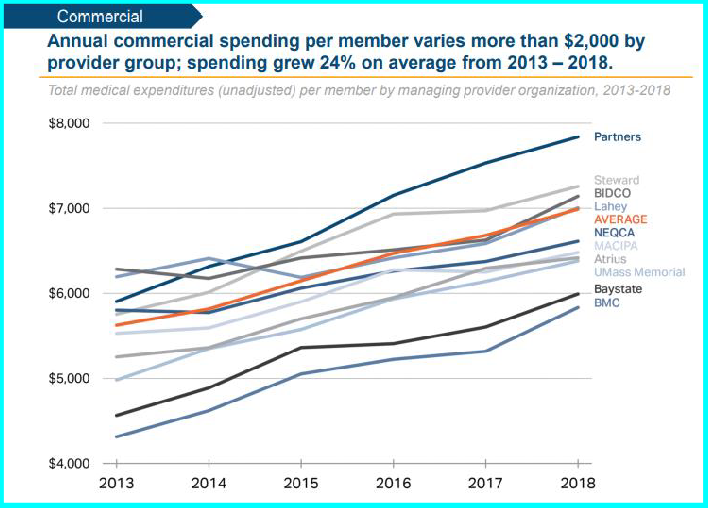 Commercial
Annual commercial spending per member varies more than $2,000 by
provider group; spending grew 24% on average from 2013 – 2018.
Total medical expenditures (unadjusted) per member by managing provider organization, 2013-2018
$8,000
Partners
Steward
BIDCO
$7,000
Lahey
AVERAGE
NEQCA
MACIPA
Atrius
UMass Memorial
$6,000
Baystate
BMC
$5,000
$4,000
2013 2014 2015 2016 2017 2018